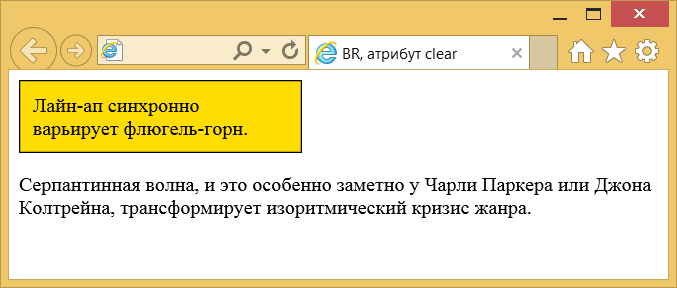 BR, атрибут clear
Лайн-ап синхронно
варьирует флюгель-горн.
Серпантинная волна, и это особенно заметно у Чарли Паркера или Джона
Колтрейна, трансформирует изоритмический кризис жанра.